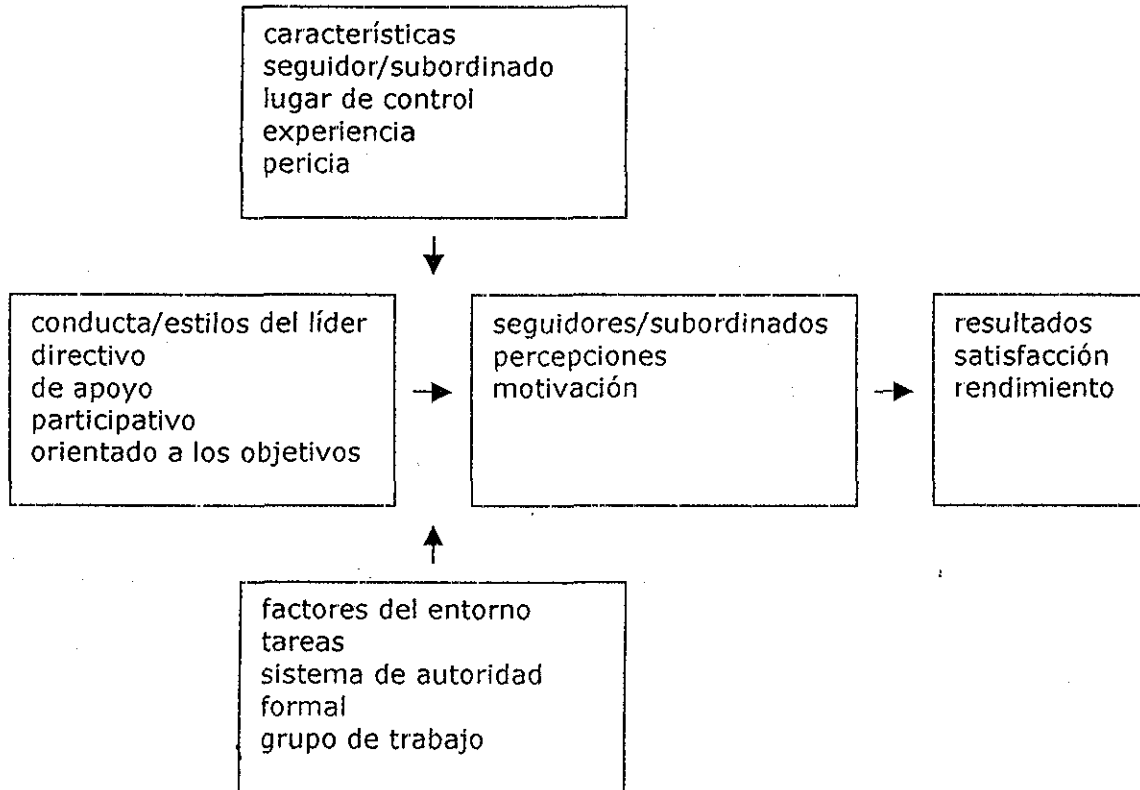 características
seguidor/subordinado
lugar de control
experiencia
pericia
conducta/estilos del líder
directivo
de apoyo
participativo
orientado a los objetivos
seguidores/subordinados
percepciones
motivación
resultados
satisfacción
rendimiento
factores del entorno
tareas
sistema de autoridad
formal
grupo de trabajo